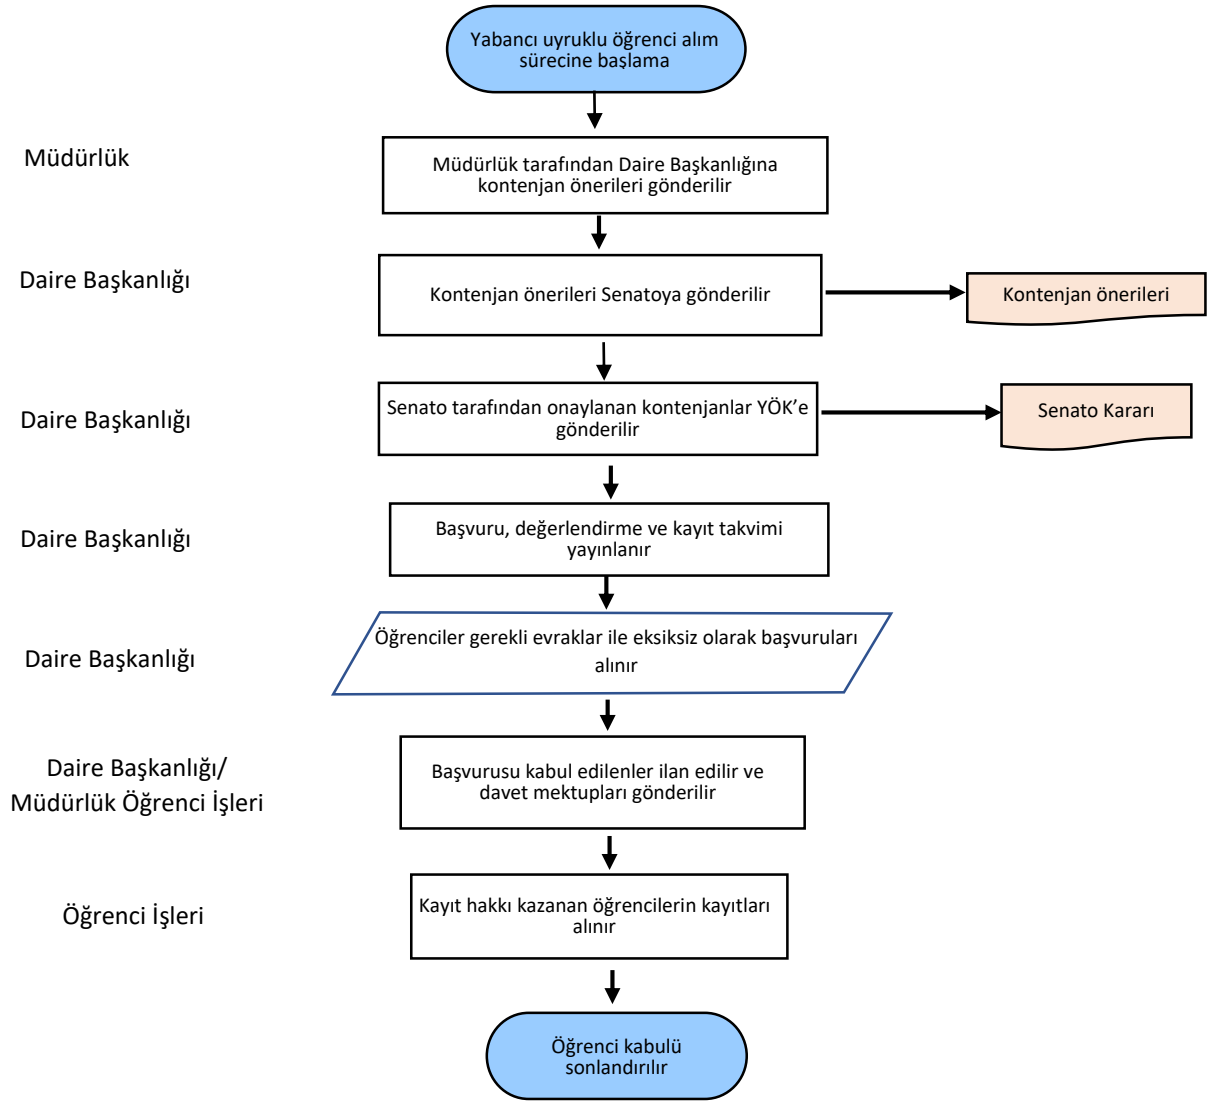 Yabancı uyruklu öğrenci alım
sürecine başlama
Müdürlük
Müdürlük tarafından Daire Başkanlığına
kontenjan önerileri gönderilir
Daire Başkanlığı
Kontenjan önerileri Senatoya gönderilir
Kontenjan önerileri
Daire Başkanlığı
Senato tarafından onaylanan kontenjanlar YÖK’e
gönderilir
Senato Kararı
Daire Başkanlığı
Başvuru, değerlendirme ve kayıt takvimi
yayınlanır
Daire Başkanlığı
Öğrenciler gerekli evraklar ile eksiksiz olarak başvuruları
alınır
Daire Başkanlığı/
Müdürlük Öğrenci İşleri
Başvurusu kabul edilenler ilan edilir ve
davet mektupları gönderilir
Öğrenci İşleri
Kayıt hakkı kazanan öğrencilerin kayıtları
alınır
Öğrenci kabulü
sonlandırılır